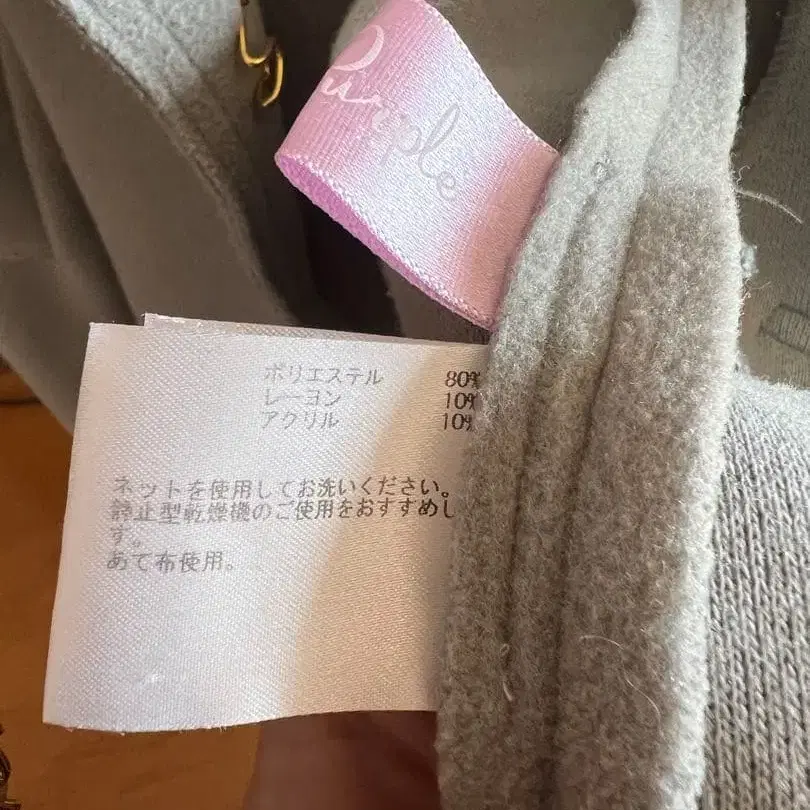 Purple
ポリエステル 80%
レーヨン 10%
アクリル 10%
ネットを使用してお洗いください。
静止型乾燥機のご使用をおすすめし
す。
あて布使用。